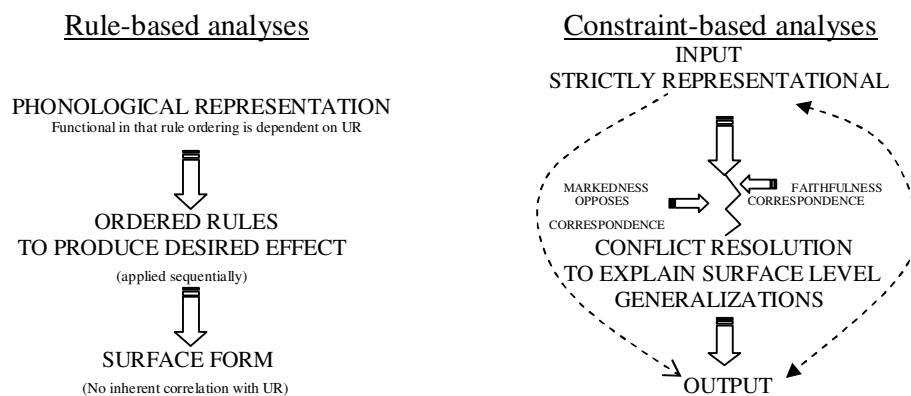 Rule-based analyses
PHONOLOGICAL REPRESENTATION
Functional in that rule ordering is dependent on UR
ORDERED RULES
TO PRODUCE DESIRED EFFECT
(applied sequentially)
SURFACE FORM
(No inherent correlation with UR)
Constraint-based analyses
INPUT
STRICTLY REPRESENTATIONAL
MARKEDNESS
OPPOSES
CORRESPONDENCE
FAITHFULNESS
CORRESPONDENCE
CONFLICT RESOLUTION
TO EXPLAIN SURFACE LEVEL
GENERALIZATIONS
OUTPUT